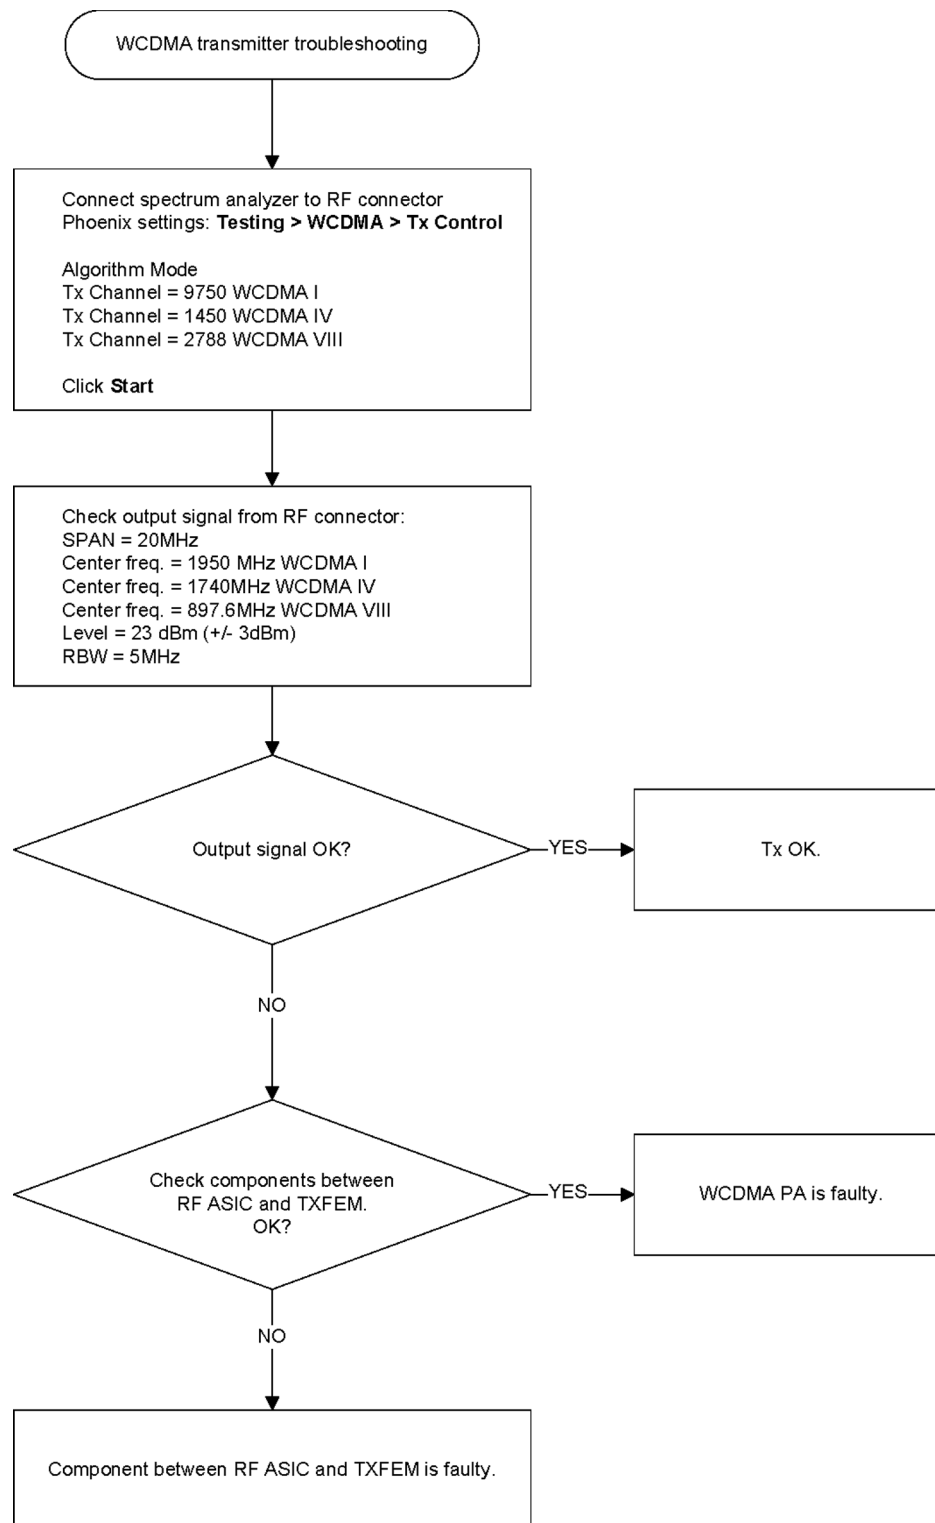 WCDMA transmitter troubleshooting
Connect spectrum analyzer to RF connector
Phoenix settings: Testing > WCDMA > Tx Control
Algorithm Mode
Tx Channel = 9750 WCDMA I
Tx Channel = 1450 WCDMA IV
Tx Channel = 2788 WCDMA VIII
Click Start
Check output signal from RF connector:
SPAN = 20MHz
Center freq. = 1950 MHz WCDMA I
Center freq. = 1740MHz WCDMA IV
Center freq. = 897.6MHz WCDMA VIII
Level = 23 dBm (+/- 3dBm)
RBW = 5MHz
Output signal OK?
YES
Tx OK.
NO
Check components between
RF ASIC and TXFEM.
OK?
YES
WCDMA PA is faulty.
NO
Component between RF ASIC and TXFEM is faulty.